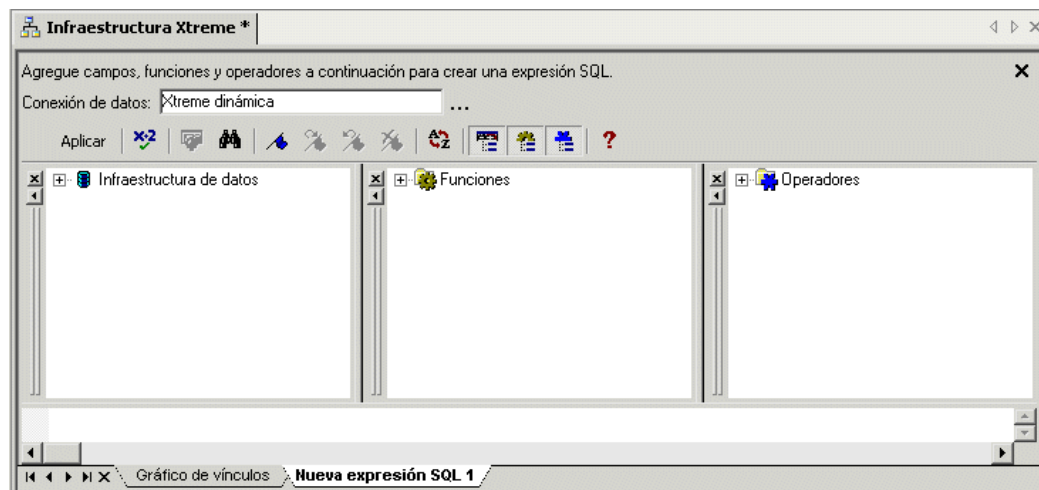 Infraestructura Xtreme *
Agregue campos, funciones y operadores a continuación para crear una expresión SQL.
Conexión de datos: Xtreme dinámica ...
Aplicar x+2 A Z ?
Infraestructura de datos Funciones Operadores
Gráfico de vínculos Nueva expresión SQL 1